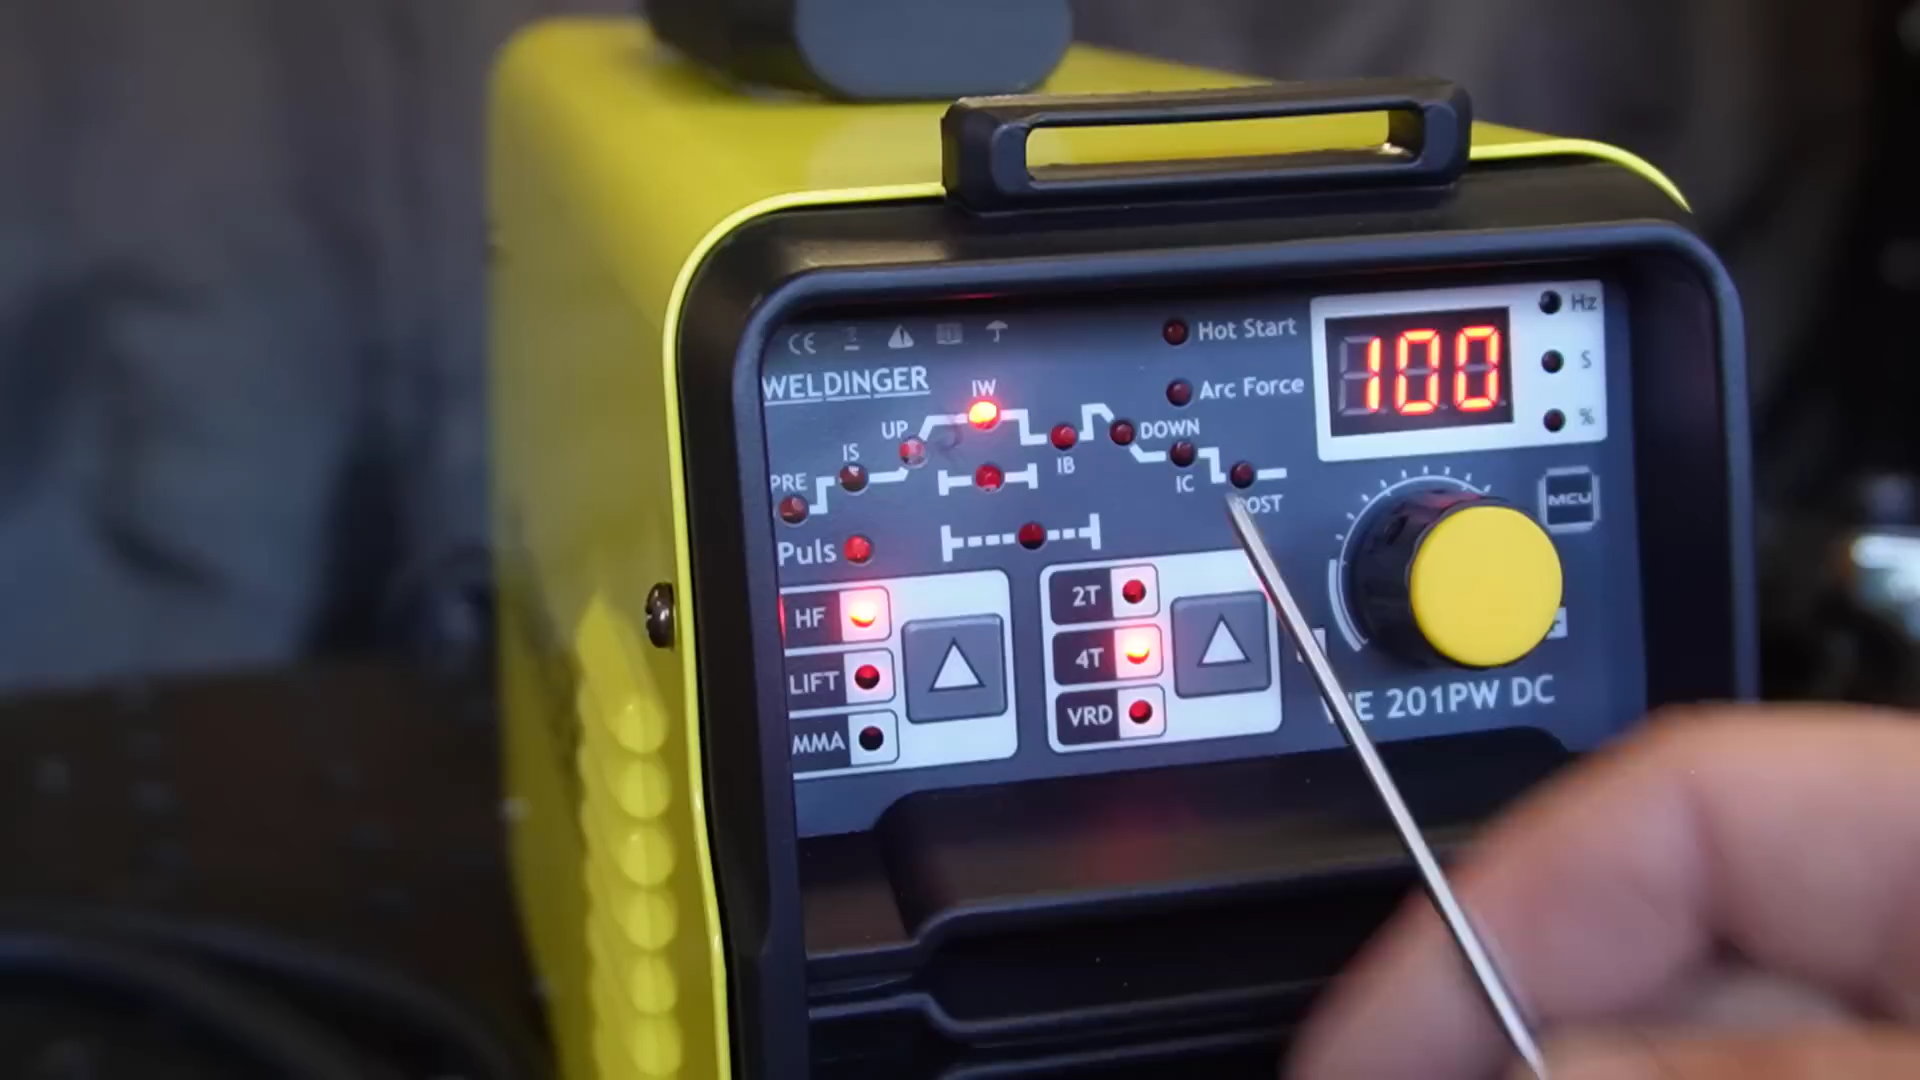 CE
Hot Start
Hz
100
S
%
WELDINGER
IW
Arc Force
UP
DOWN
IS
IB
PRE
IC
OST
MCU
Puls
HF
2T
LIFT
4T
MMA
VRD
E 201PW DC